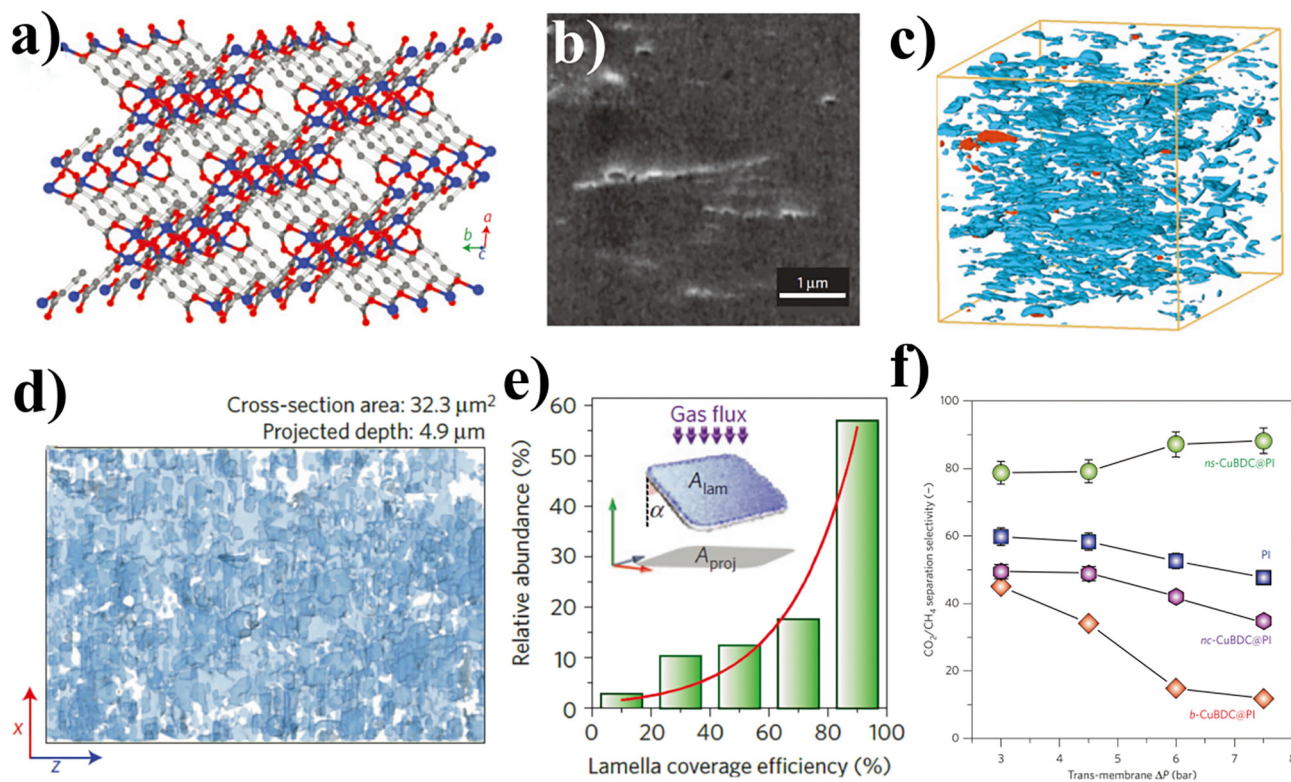 a)
a
b
c
b)
1 μm
c)
d)
Cross-section area: 32.3 μm²
Projected depth: 4.9 μm
x
z
e)
Relative abundance (%)
60
50
40
30
20
10
0
Gas flux
A_lam
α
A_proj
0 20 40 60 80 100
Lamella coverage efficiency (%)
f)
CO₂/CH₄ separation selectivity (–)
100
80
60
40
20
0
ns-CuBDC@PI
PI
nc-CuBDC@PI
b-CuBDC@PI
3 4 5 6 7 8
Trans-membrane ΔP (bar)